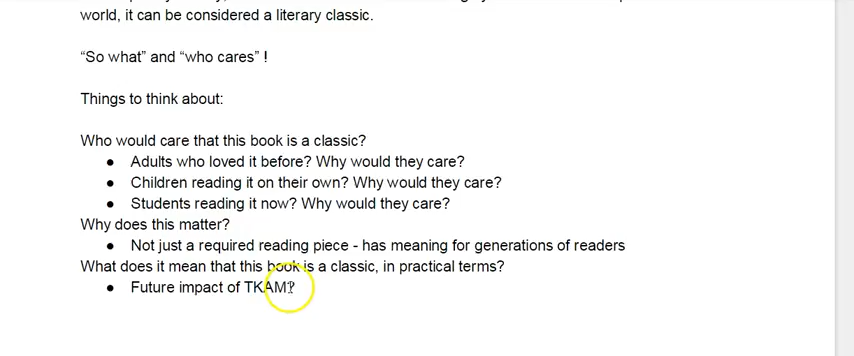 world, it can be considered a literary classic.
“So what” and “who cares” !
Things to think about:
Who would care that this book is a classic?
● Adults who loved it before? Why would they care?
● Children reading it on their own? Why would they care?
● Students reading it now? Why would they care?
Why does this matter?
● Not just a required reading piece - has meaning for generations of readers
What does it mean that this book is a classic, in practical terms?
● Future impact of TKAM?